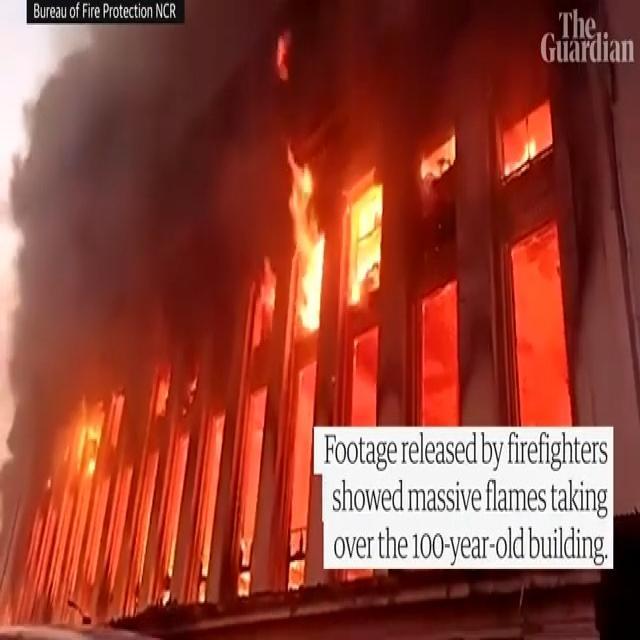 Bureau of Fire Protection NCR
The
Guardian
Footage released by firefighters
showed massive flames taking
over the 100-year-old building.